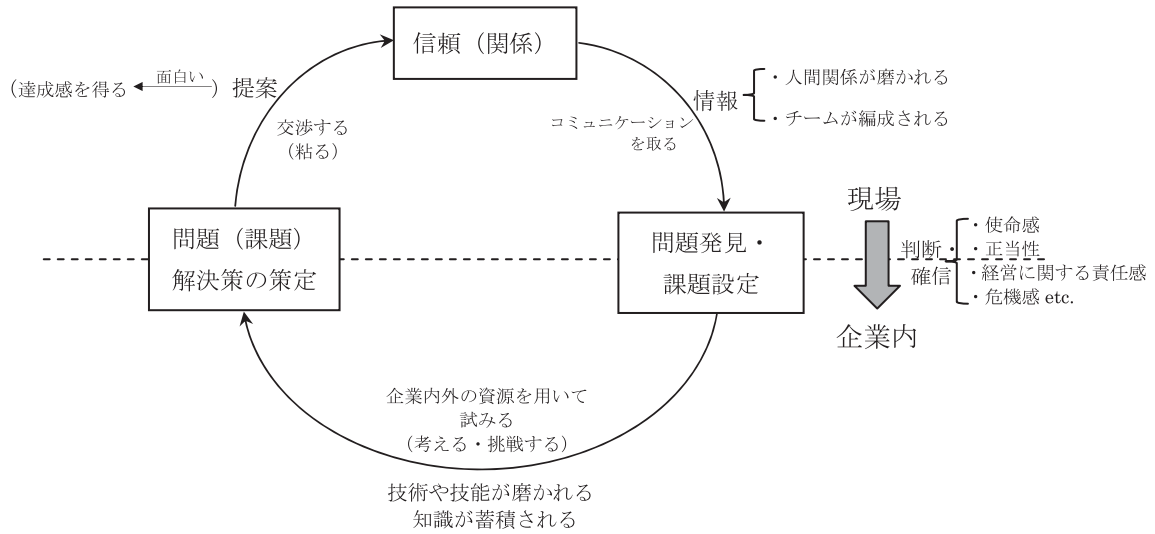 信頼（関係）
（達成感を得る
面白い
）提案
交渉する
（粘る）
コミュニケーション
を取る
情報
・人間関係が磨かれる
・チームが編成される
問題（課題）
解決策の策定
問題発見・
課題設定
現場
企業内
判断・
確信
・使命感
・正当性
・経営に関する責任感
・危機感 etc.
企業内外の資源を用いて
試みる
（考える・挑戦する）
技術や技能が磨かれる
知識が蓄積される